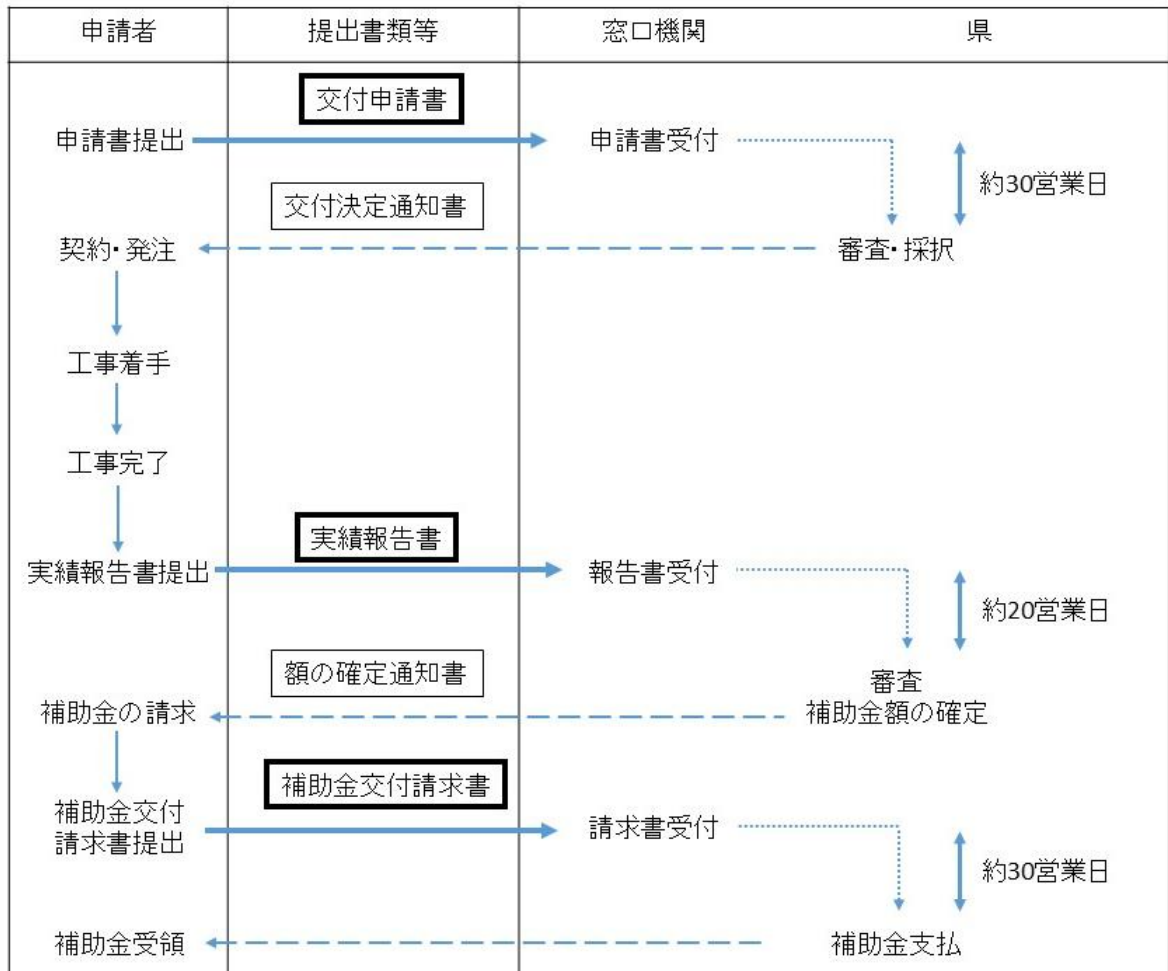 申請者
提出書類等
窓口機関
県
交付申請書
申請書提出
申請書受付
約30営業日
交付決定通知書
契約・発注
審査・採択
工事着手
工事完了
実績報告書
実績報告書提出
報告書受付
約20営業日
額の確定通知書
審査
補助金の請求
補助金額の確定
補助金交付請求書
補助金交付
請求書提出
請求書受付
約30営業日
補助金受領
補助金支払